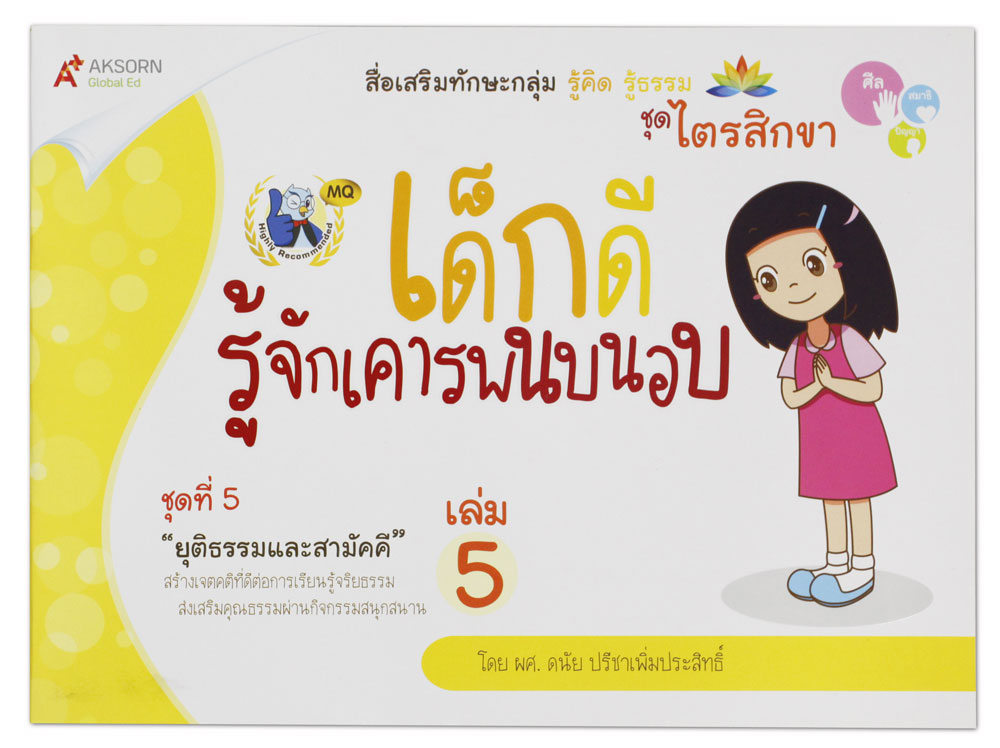 AKSORN
Global Ed
สื่อเสริมทักษะกลุ่ม รู้คิด รู้ธรรม
ชุดไตรสิกขา
ศีล
สมาธิ
ปัญญา
MQ
Highly Recommended
เด็กดี
รู้จักเคารพนบนอบ
ชุดที่ 5
“ยุติธรรมและสามัคคี”
สร้างเจตคติที่ดีต่อการเรียนรู้จริยธรรม
ส่งเสริมคุณธรรมผ่านกิจกรรมสนุกสนาน
เล่ม
5
โดย ผศ. ดนัย ปรีชาเพิ่มประสิทธิ์